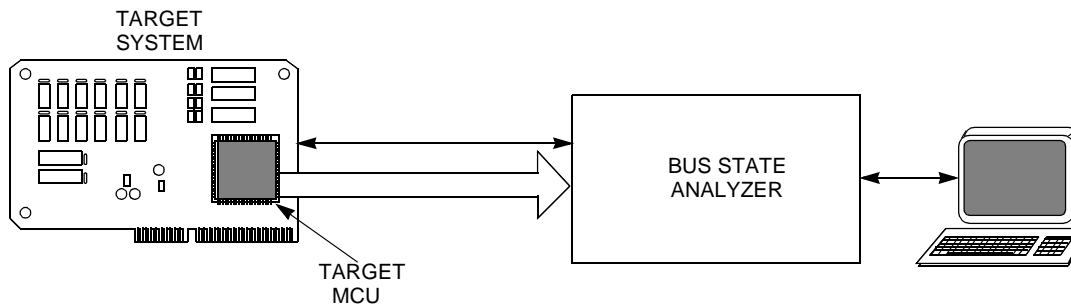 TARGET
SYSTEM
BUS STATE
ANALYZER
TARGET
MCU